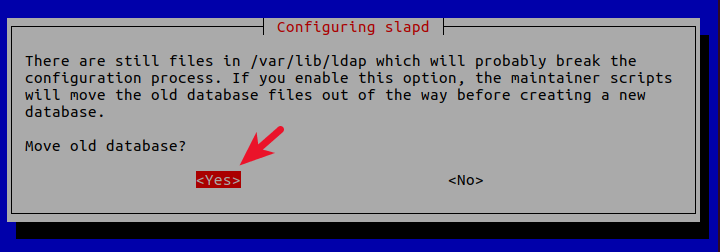 Configuring slapd
There are still files in /var/lib/ldap which will probably break the
configuration process. If you enable this option, the maintainer scripts
will move the old database files out of the way before creating a new
database.
Move old database?
<Yes> <No>